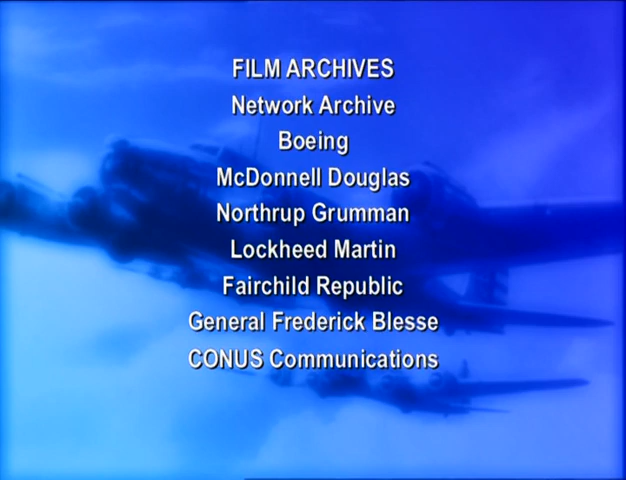 FILM ARCHIVES
Network Archive
Boeing
McDonnell Douglas
Northrup Grumman
Lockheed Martin
Fairchild Republic
General Frederick Blesse
CONUS Communications